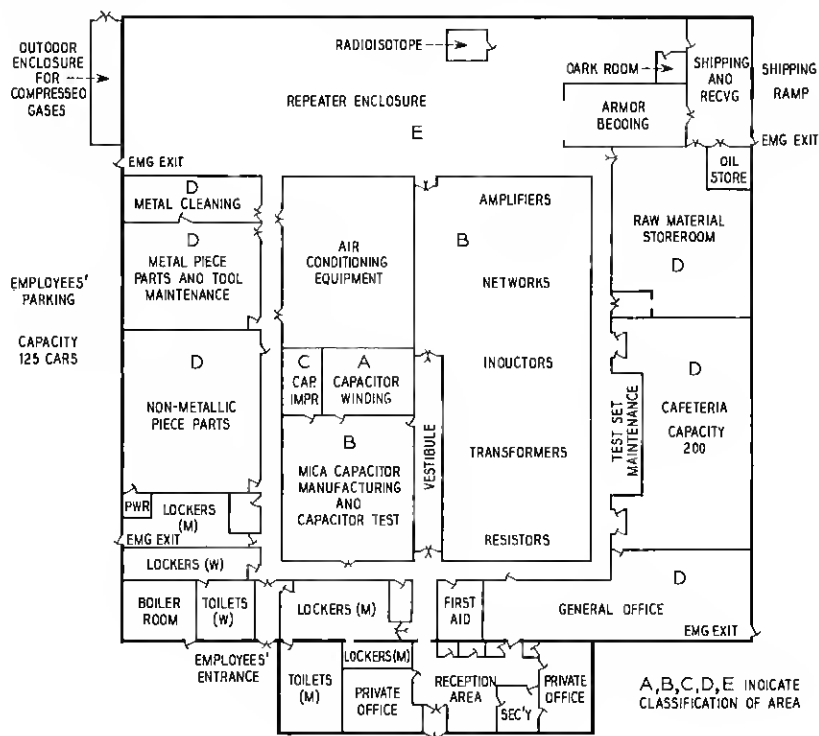 OUTDOOR
ENCLOSURE
FOR
COMPRESSED
GASES
RADIOISOTOPE
REPEATER ENCLOSURE
E
DARK ROOM
SHIPPING
AND
RECVG
SHIPPING
RAMP
ARMOR
BEDDING
EMG EXIT
EMG EXIT
OIL
STORE
D
METAL CLEANING
D
METAL PIECE
PARTS AND TOOL
MAINTENANCE
AIR
CONDITIONING
EQUIPMENT
AMPLIFIERS
B
NETWORKS
INDUCTORS
TRANSFORMERS
RESISTORS
RAW MATERIAL
STOREROOM
D
EMPLOYEES'
PARKING
CAPACITY
125 CARS
D
NON-METALLIC
PIECE PARTS
C
CAP.
IMPR
A
CAPACITOR
WINDING
B
MICA CAPACITOR
MANUFACTURING
AND
CAPACITOR TEST
VESTIBULE
TEST SET
MAINTENANCE
D
CAFETERIA
CAPACITY
200
PWR
LOCKERS
(M)
EMG EXIT
LOCKERS (W)
BOILER
ROOM
TOILETS
(W)
LOCKERS (M)
FIRST
AID
D
GENERAL OFFICE
EMG EXIT
EMPLOYEES'
ENTRANCE
TOILETS
(M)
LOCKERS(M)
PRIVATE
OFFICE
RECEPTION
AREA
SEC'Y
PRIVATE
OFFICE
A,B,C,D,E INDICATE
CLASSIFICATION OF AREA